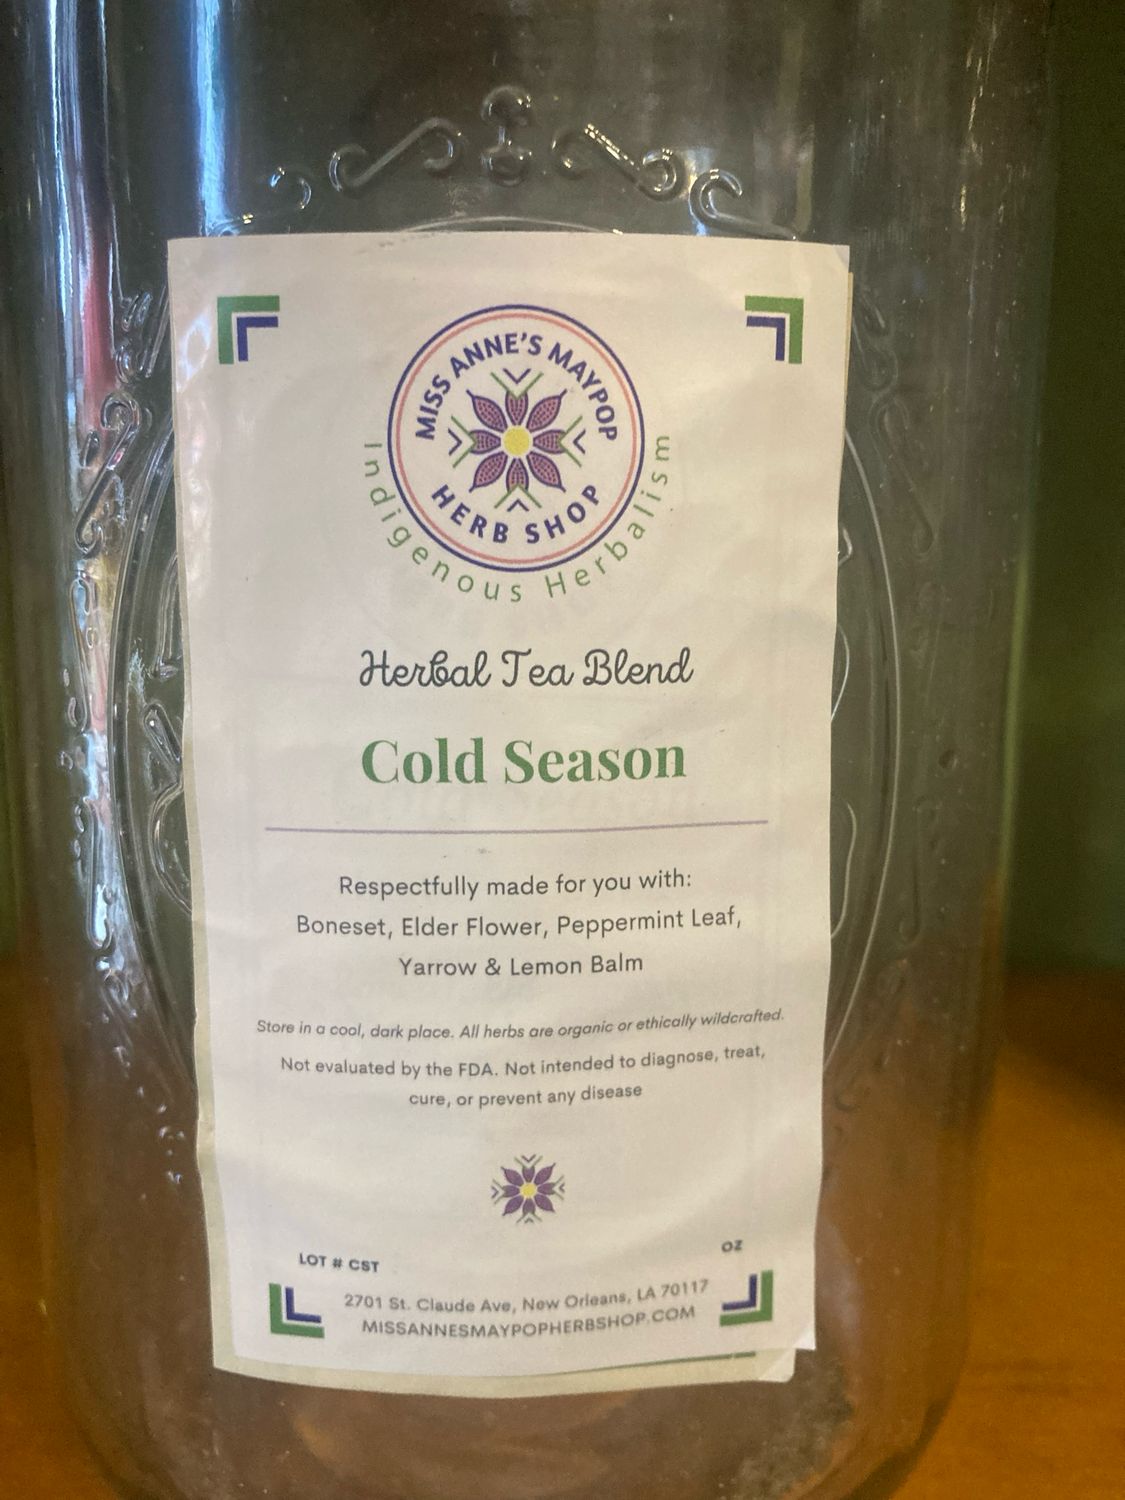 MISS ANNE'S MAYPOP
HERB SHOP
Indigenous Herbalism
Herbal Tea Blend
Cold Season
Respectfully made for you with:
Boneset, Elder Flower, Peppermint Leaf,
Yarrow & Lemon Balm
Store in a cool, dark place. All herbs are organic or ethically wildcrafted.
Not evaluated by the FDA. Not intended to diagnose, treat,
cure, or prevent any disease
LOT # CST
OZ
2701 St. Claude Ave, New Orleans, LA 70117
MISSANNESMAYPOPHERBSHOP.COM